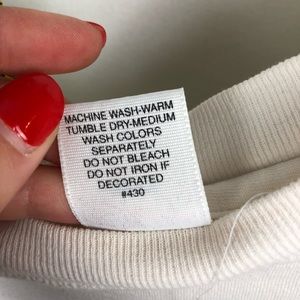 MACHINE WASH-WARM
TUMBLE DRY-MEDIUM
WASH COLORS
SEPARATELY
DO NOT BLEACH
DO NOT IRON IF
DECORATED
#430